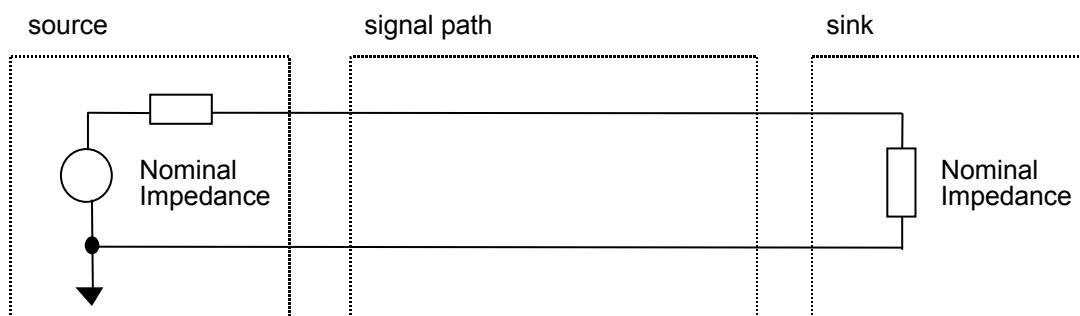 source
signal path
sink
Nominal
Impedance
Nominal
Impedance